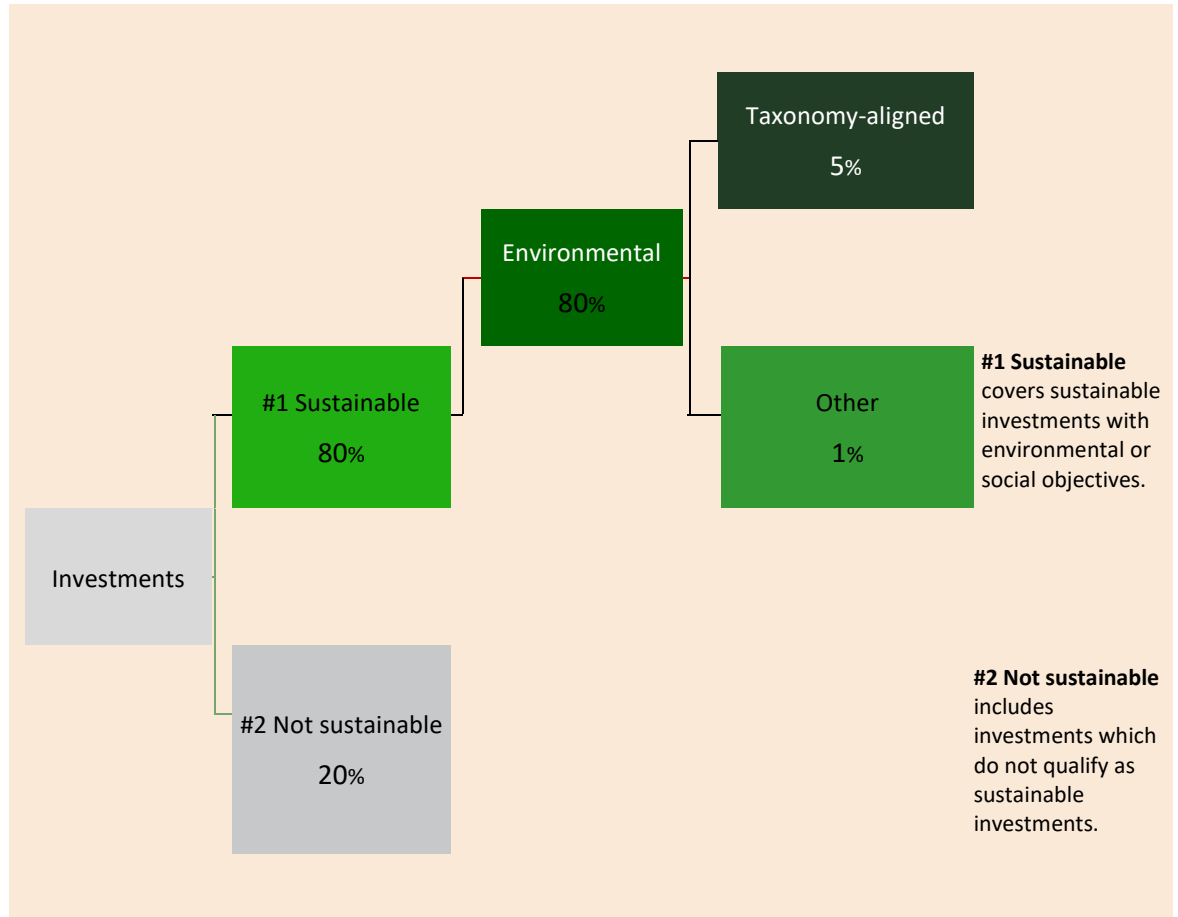 Taxonomy-aligned
5%
Environmental
80%
#1 Sustainable
80%
Other
1%
#1 Sustainable
covers sustainable
investments with
environmental or
social objectives.
Investments
#2 Not sustainable
20%
#2 Not sustainable
includes
investments which
do not qualify as
sustainable
investments.